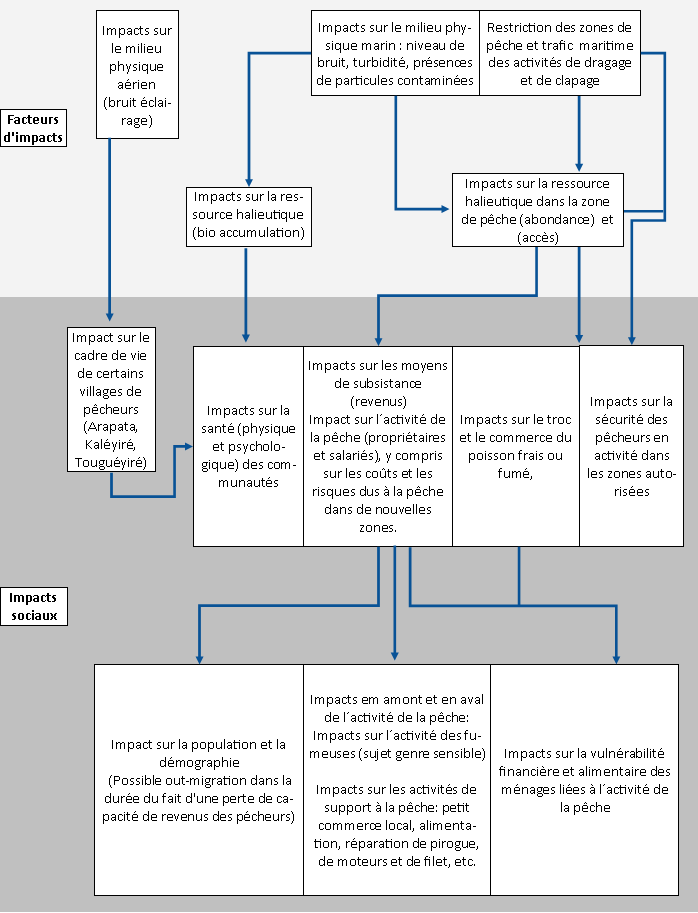 Impacts sur
le milieu
physique
aérien
(bruit éclai-
rage)
Impacts sur le milieu phy-
sique marin : niveau de
bruit, turbidité, présences
de particules contaminées
Restriction des zones de
pêche et trafic maritime
des activités de dragage
et de clapage
Facteurs
d'impacts
Impacts sur la res-
source halieutique
(bio accumulation)
Impacts sur la ressource
halieutique dans la zone
de pêche (abondance) et
(accès)
Impact sur le
cadre de vie
de certains
villages de
pêcheurs
(Arapata,
Kaléyiré,
Touguéyiré)
Impacts sur la
santé (physique
et psycholo-
gique) des com-
munautés
Impacts sur les moyens
de subsistance
(revenus)
Impact sur l´activité de
la pêche (propriétaires
et salariés), y compris
sur les coûts et les
risques dus à la pêche
dans de nouvelles
zones.
Impacts sur le troc
et le commerce du
poisson frais ou
fumé,
Impacts sur la
sécurité des
pêcheurs en
activité dans
les zones auto-
risées
Impacts
sociaux
Impact sur la population et la
démographie
(Possible out-migration dans la
durée du fait d'une perte de ca-
pacité de revenus des pécheurs)
Impacts em amont et en aval
de l´activité de la pêche:
Impacts sur l´activité des fu-
meuses (sujet genre sensible)
Impacts sur les activités de
support à la pêche: petit
commerce local, alimenta-
tion, réparation de pirogue,
de moteurs et de filet, etc.
Impacts sur la vulnérabilité
financière et alimentaire des
ménages liées à l´activité de
la pêche